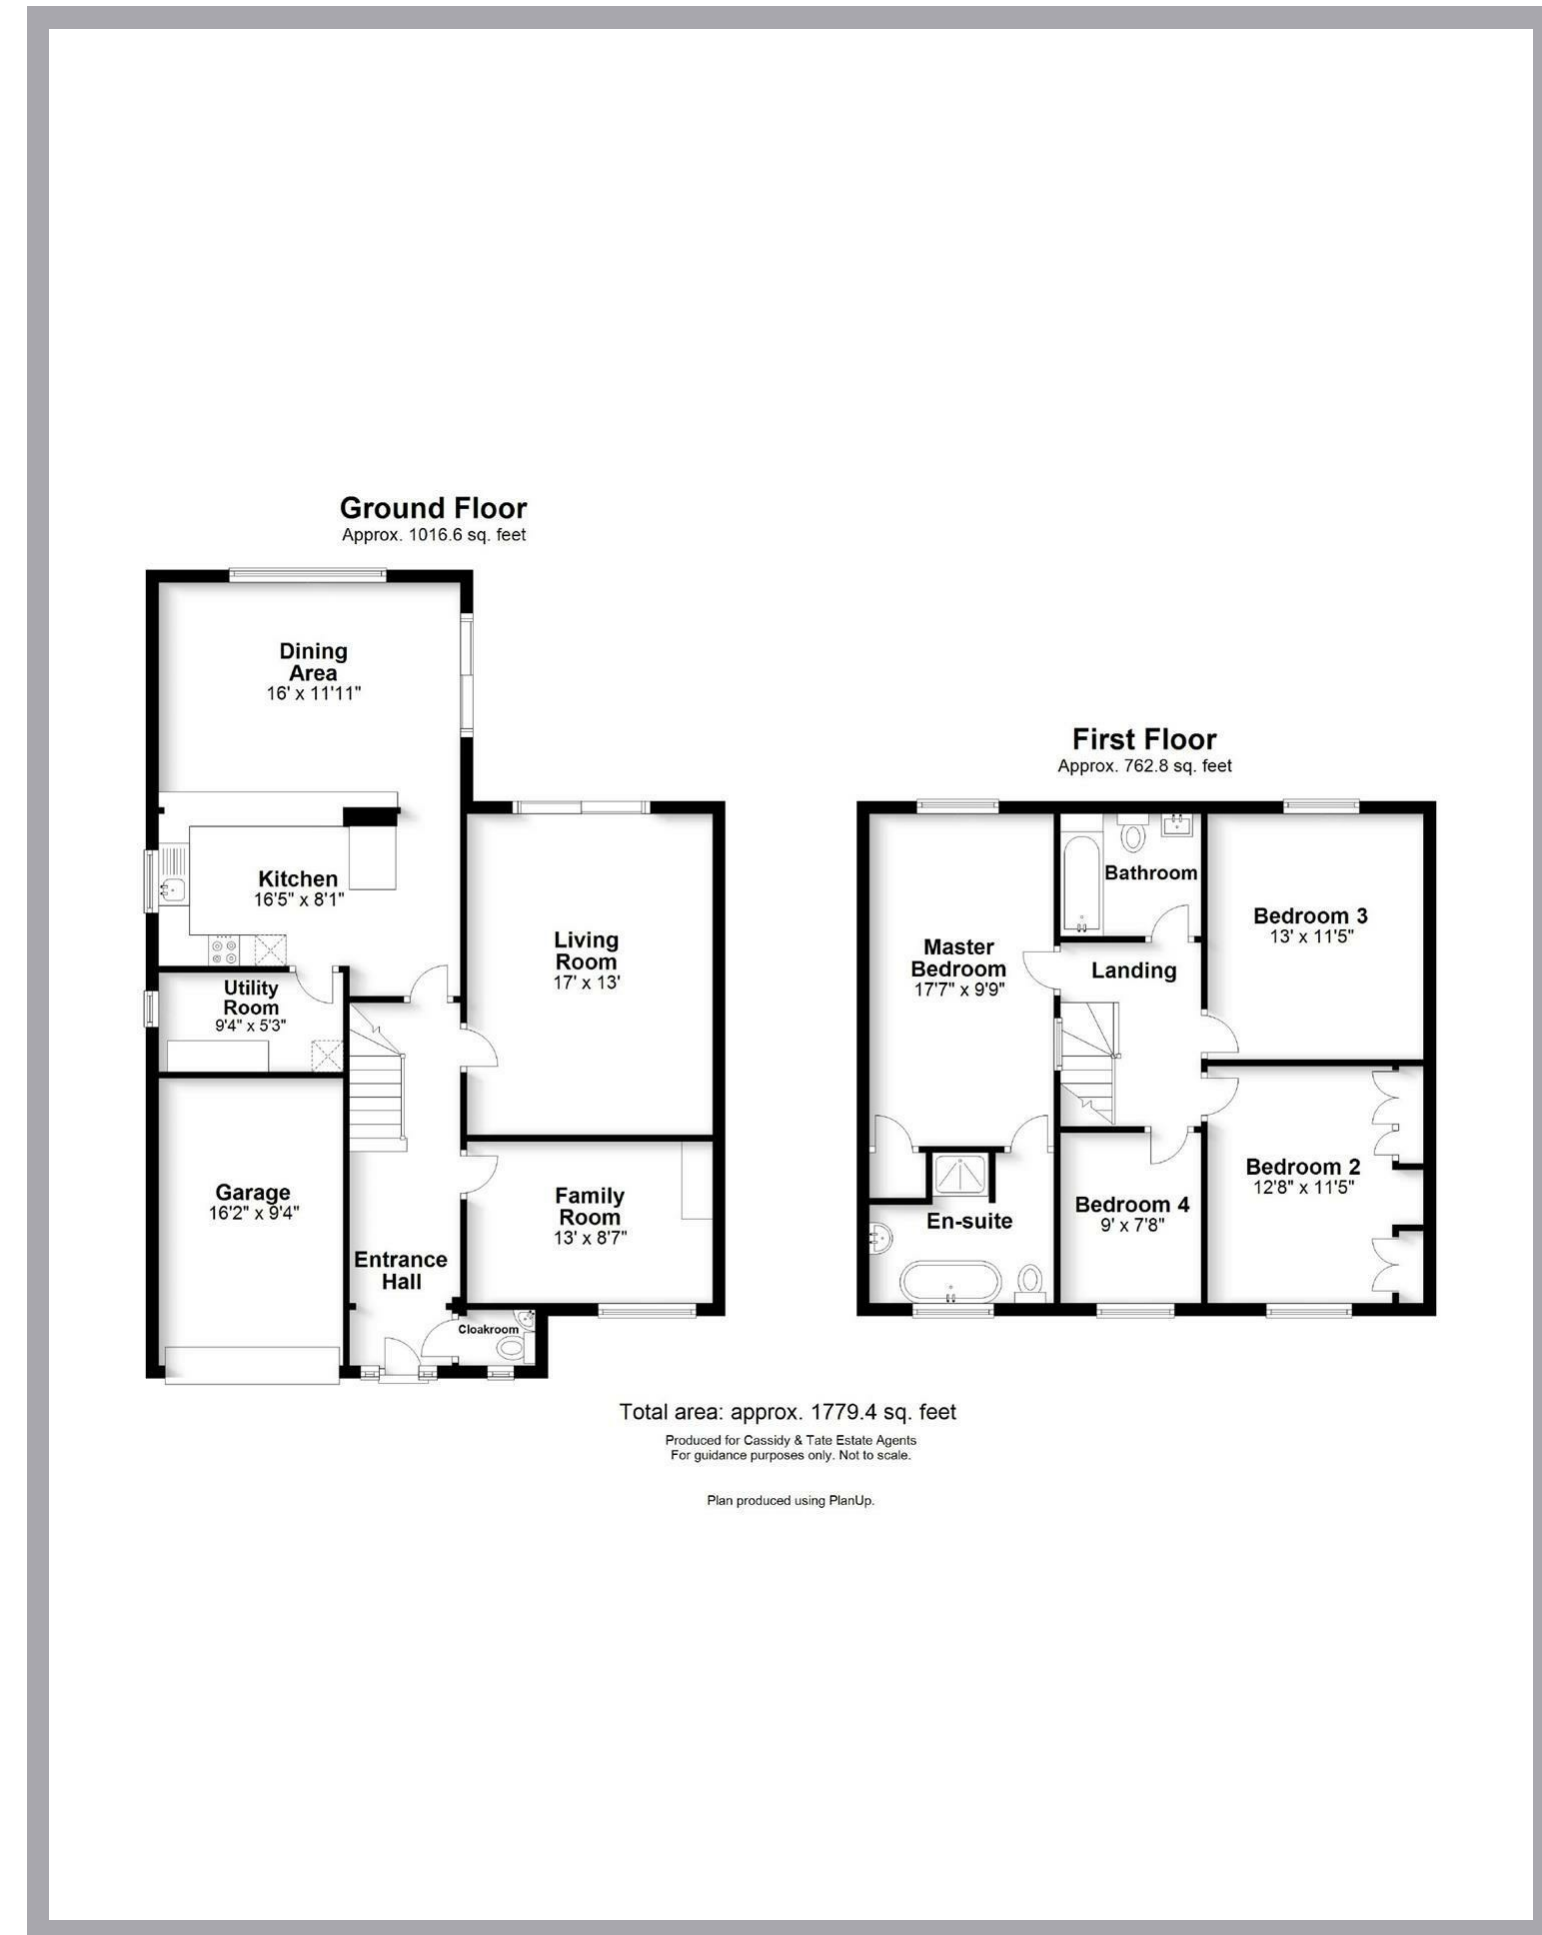 Ground Floor
Approx. 1016.6 sq. feet
Dining
Area
16' x 11'11"
Kitchen
16'5" x 8'1"
Living
Room
17' x 13'
Utility
Room
9'4" x 5'3"
Garage
16'2" x 9'4"
Family
Room
13' x 8'7"
Entrance
Hall
Cloakroom
First Floor
Approx. 762.8 sq. feet
Bathroom
Master
Bedroom
17'7" x 9'9"
Landing
Bedroom 3
13' x 11'5"
Bedroom 2
12'8" x 11'5"
Bedroom 4
9' x 7'8"
En-suite
Total area: approx. 1779.4 sq. feet
Produced for Cassidy & Tate Estate Agents
For guidance purposes only. Not to scale.
Plan produced using PlanUp.